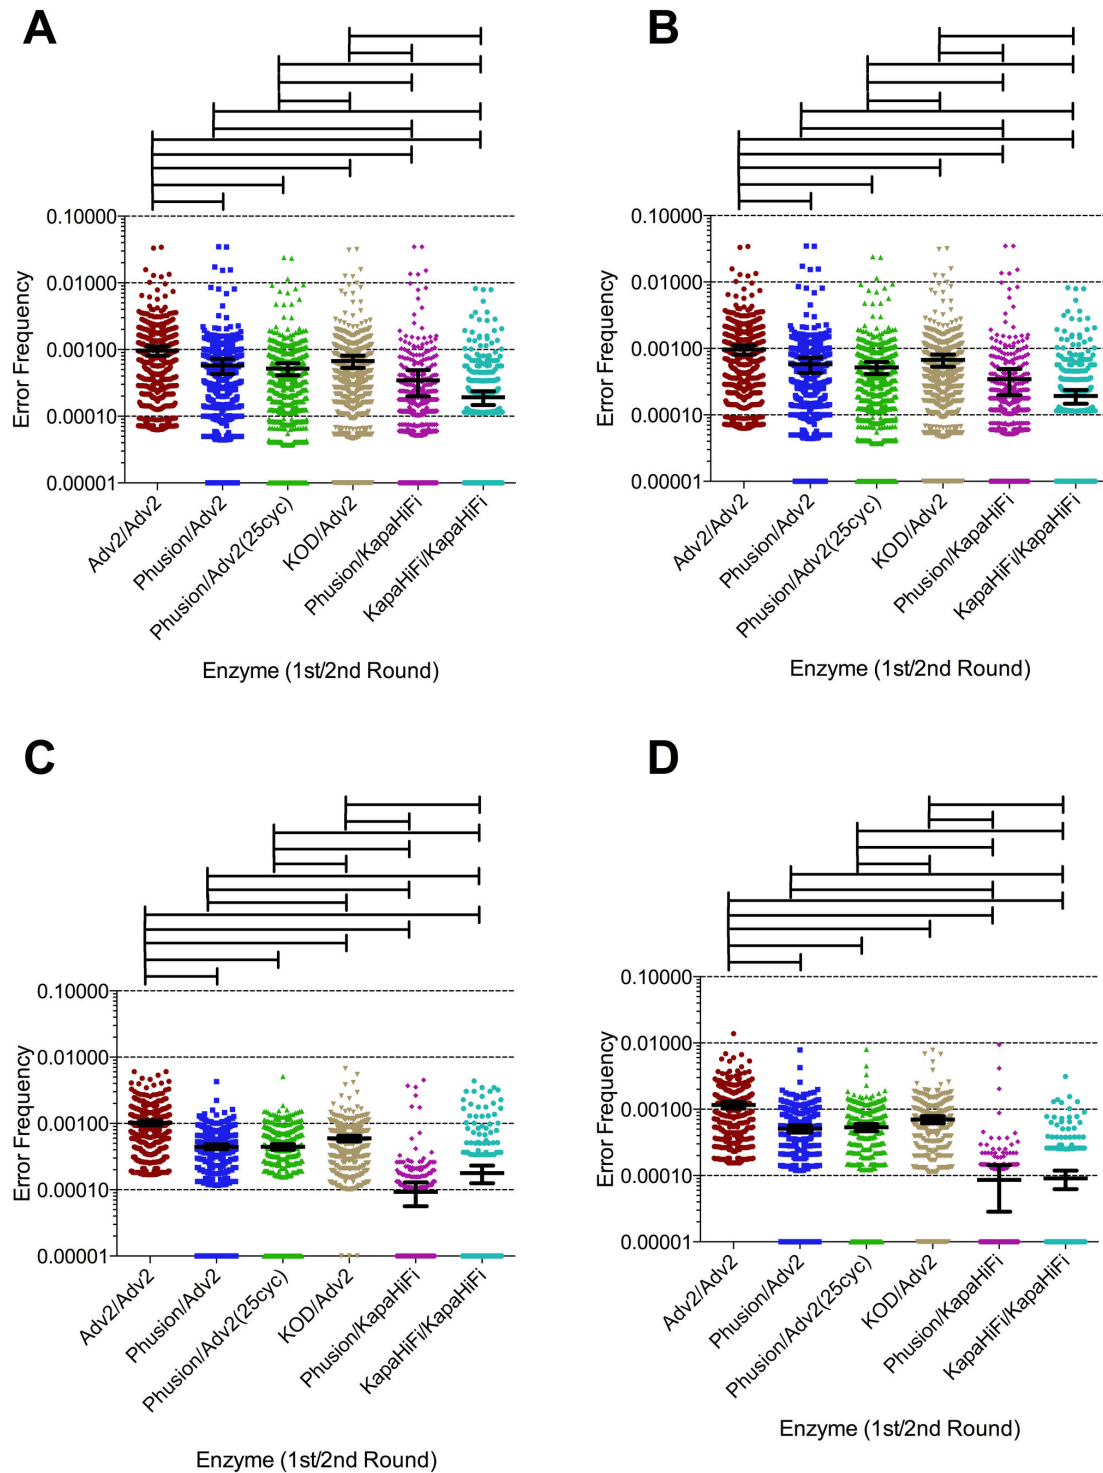 A
0.10000
0.01000
0.00100
0.00010
0.00001
Error Frequency
Adv2/Adv2
Phusion/Adv2
Phusion/Adv2(25cyc)
KOD/Adv2
Phusion/KapaHiFi
KapaHiFi/KapaHiFi
Enzyme (1st/2nd Round)
B
0.10000
0.01000
0.00100
0.00010
0.00001
Error Frequency
Adv2/Adv2
Phusion/Adv2
Phusion/Adv2(25cyc)
KOD/Adv2
Phusion/KapaHiFi
KapaHiFi/KapaHiFi
Enzyme (1st/2nd Round)
C
0.10000
0.01000
0.00100
0.00010
0.00001
Error Frequency
Adv2/Adv2
Phusion/Adv2
Phusion/Adv2(25cyc)
KOD/Adv2
Phusion/KapaHiFi
KapaHiFi/KapaHiFi
Enzyme (1st/2nd Round)
D
0.10000
0.01000
0.00100
0.00010
0.00001
Error Frequency
Adv2/Adv2
Phusion/Adv2
Phusion/Adv2(25cyc)
KOD/Adv2
Phusion/KapaHiFi
KapaHiFi/KapaHiFi
Enzyme (1st/2nd Round)